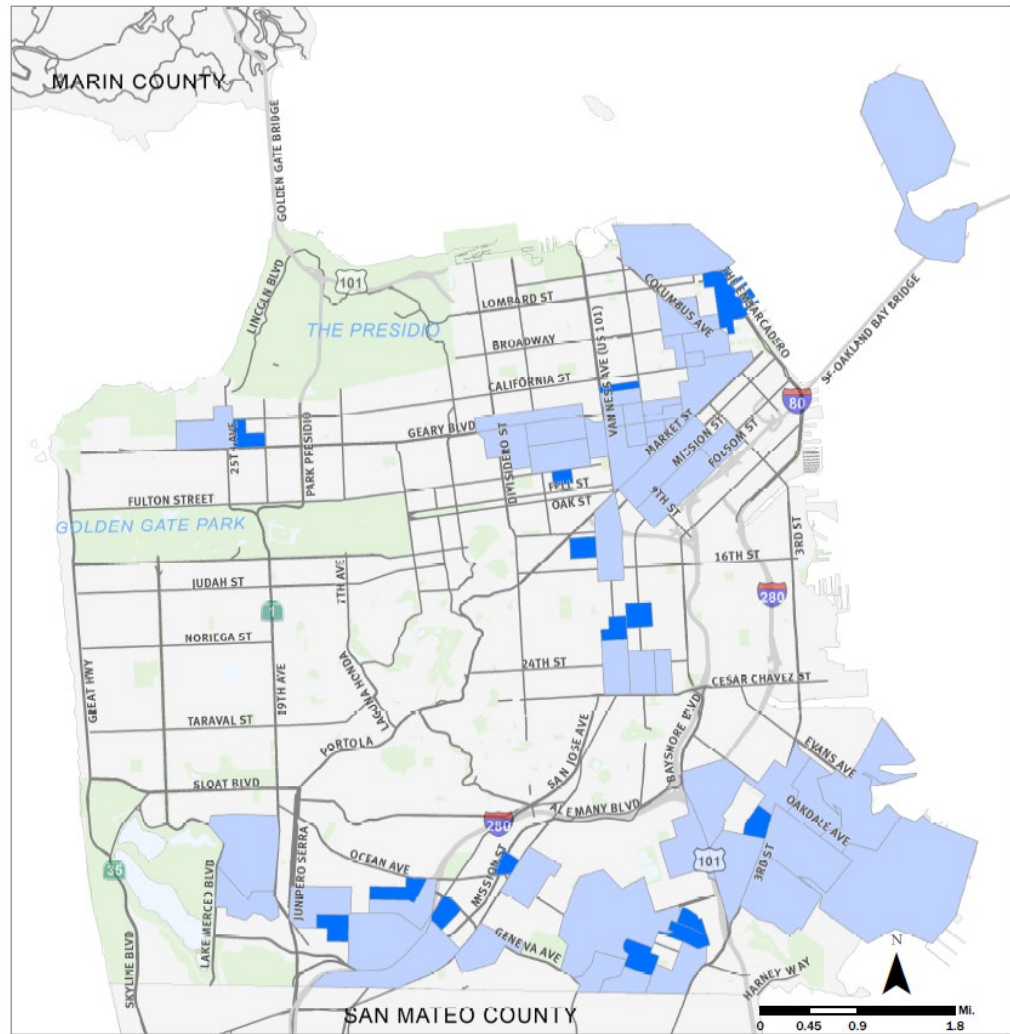 MARIN COUNTY
GOLDEN GATE BRIDGE
LINCLN BLVD
101
THE PRESIDIO
LOMBARD ST
COLUMBUS AVE
THE EMBARCADERO
SF-OAKLAND BAY BRIDGE
BROADWAY
VAN NESS AVE (US 101)
CALIFORNIA ST
80
GEARY BLVD
MARKET ST
MISSION ST
FOLSOM ST
25TH AVE
PARK PRESIDIO
DIVISIDERO ST
FULTON STREET
FELL ST
OAK ST
9TH ST
GOLDEN GATE PARK
3RD ST
16TH ST
JUDAH ST
7TH AVE
280
1
NORIEGA ST
24TH ST
GREAT HWY
19TH AVE
LAGUNA HONDA
CESAR CHAVEZ ST
TARAVAL ST
PORTOLA
SAN JOSE AVE
BAYSHORE BLVD
EVANS AVE
SLOAT BLVD
ALEMANY BLVD
OAKDALE AVE
280
OCEAN AVE
101
35
JUNIPERO SERRA
MISSION ST
3RD ST
LAKE MERCED BLVD
GENEVA AVE
SKYLINE BLVD
HARNEY WAY
N
SAN MATEO COUNTY
Mi.
0 0.45 0.9 1.8